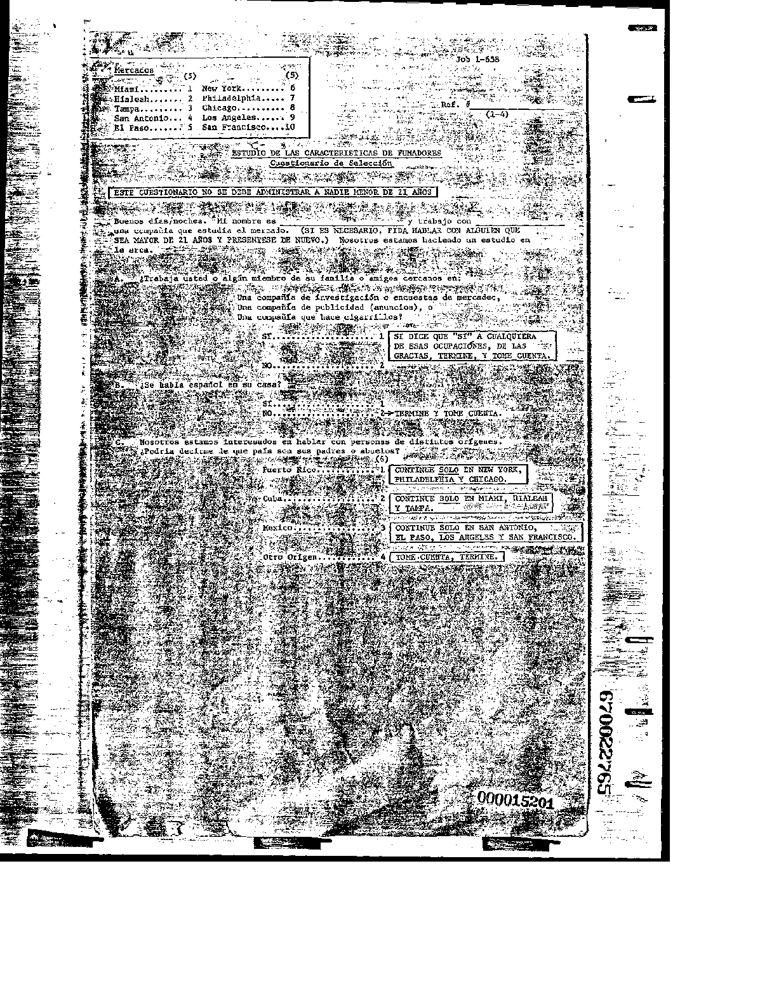 Job 1-658
Mercados
(5) (5)
Miami....... 1 New York........ 6
Hialeah...... 2 Philadelphia..... 7
Tampa....... 3 Chicago......... 8
San Antonio... 4 Los Angeles...... 9
El Paso...... 5 San Francisco....10
Ref. #
(1-4)
ESTUDIO DE LAS CARACTERISTICAS DE FUMADORES
Cuestionario de Selección
ESTE CUESTIONARIO NO SE DEBE ADMINISTRAR A NADIE MENOR DE 21 AÑOS
Buenos días/noches. Mi nombre es y trabajo con
una compañía que estudia el mercado. (SI ES NECESARIO, PIDA HABLAR CON ALGUIEN QUE
SEA MAYOR DE 21 AÑOS Y PRESENTESE DE NUEVO.) Nosotros estamos haciendo un estudio en
le area.
A. ¿Trabaja usted o algún miembro de su familia o amigos cercanos en:
Una compañía de investigación o encuestas de mercadeo,
Una compañía de publicidad (anuncios), o
Una compañía que hace cigarrillos?
SI.................... 1
SI DICE QUE "SI" A CUALQUIERA
DE ESAS OCUPACIONES, DE LAS
GRACIAS, TERMINE, Y TOME CUENTA.
NO.................... 2
B. ¿Se habla español en su casa?
SI.................... 1
NO.................... 2→TERMINE Y TOME CUENTA.
C. Nosotros estamos interesados en hablar con personas de distintos orígenes.
¿Podría decirme de que país son sus padres o abuelos?
(6)
Puerto Rico............ 1
CONTINUE SOLO EN NEW YORK,
PHILADELPHIA Y CHICAGO.
Cuba.................. 2
CONTINUE SOLO EN MIAMI, HIALEAH
Y TAMPA.
Mexico................ 3
CONTINUE SOLO EN SAN ANTONIO,
EL PASO, LOS ANGELES Y SAN FRANCISCO.
Otro Origen............ 4
TOME CUENTA, TERMINE.
670022765
000015201